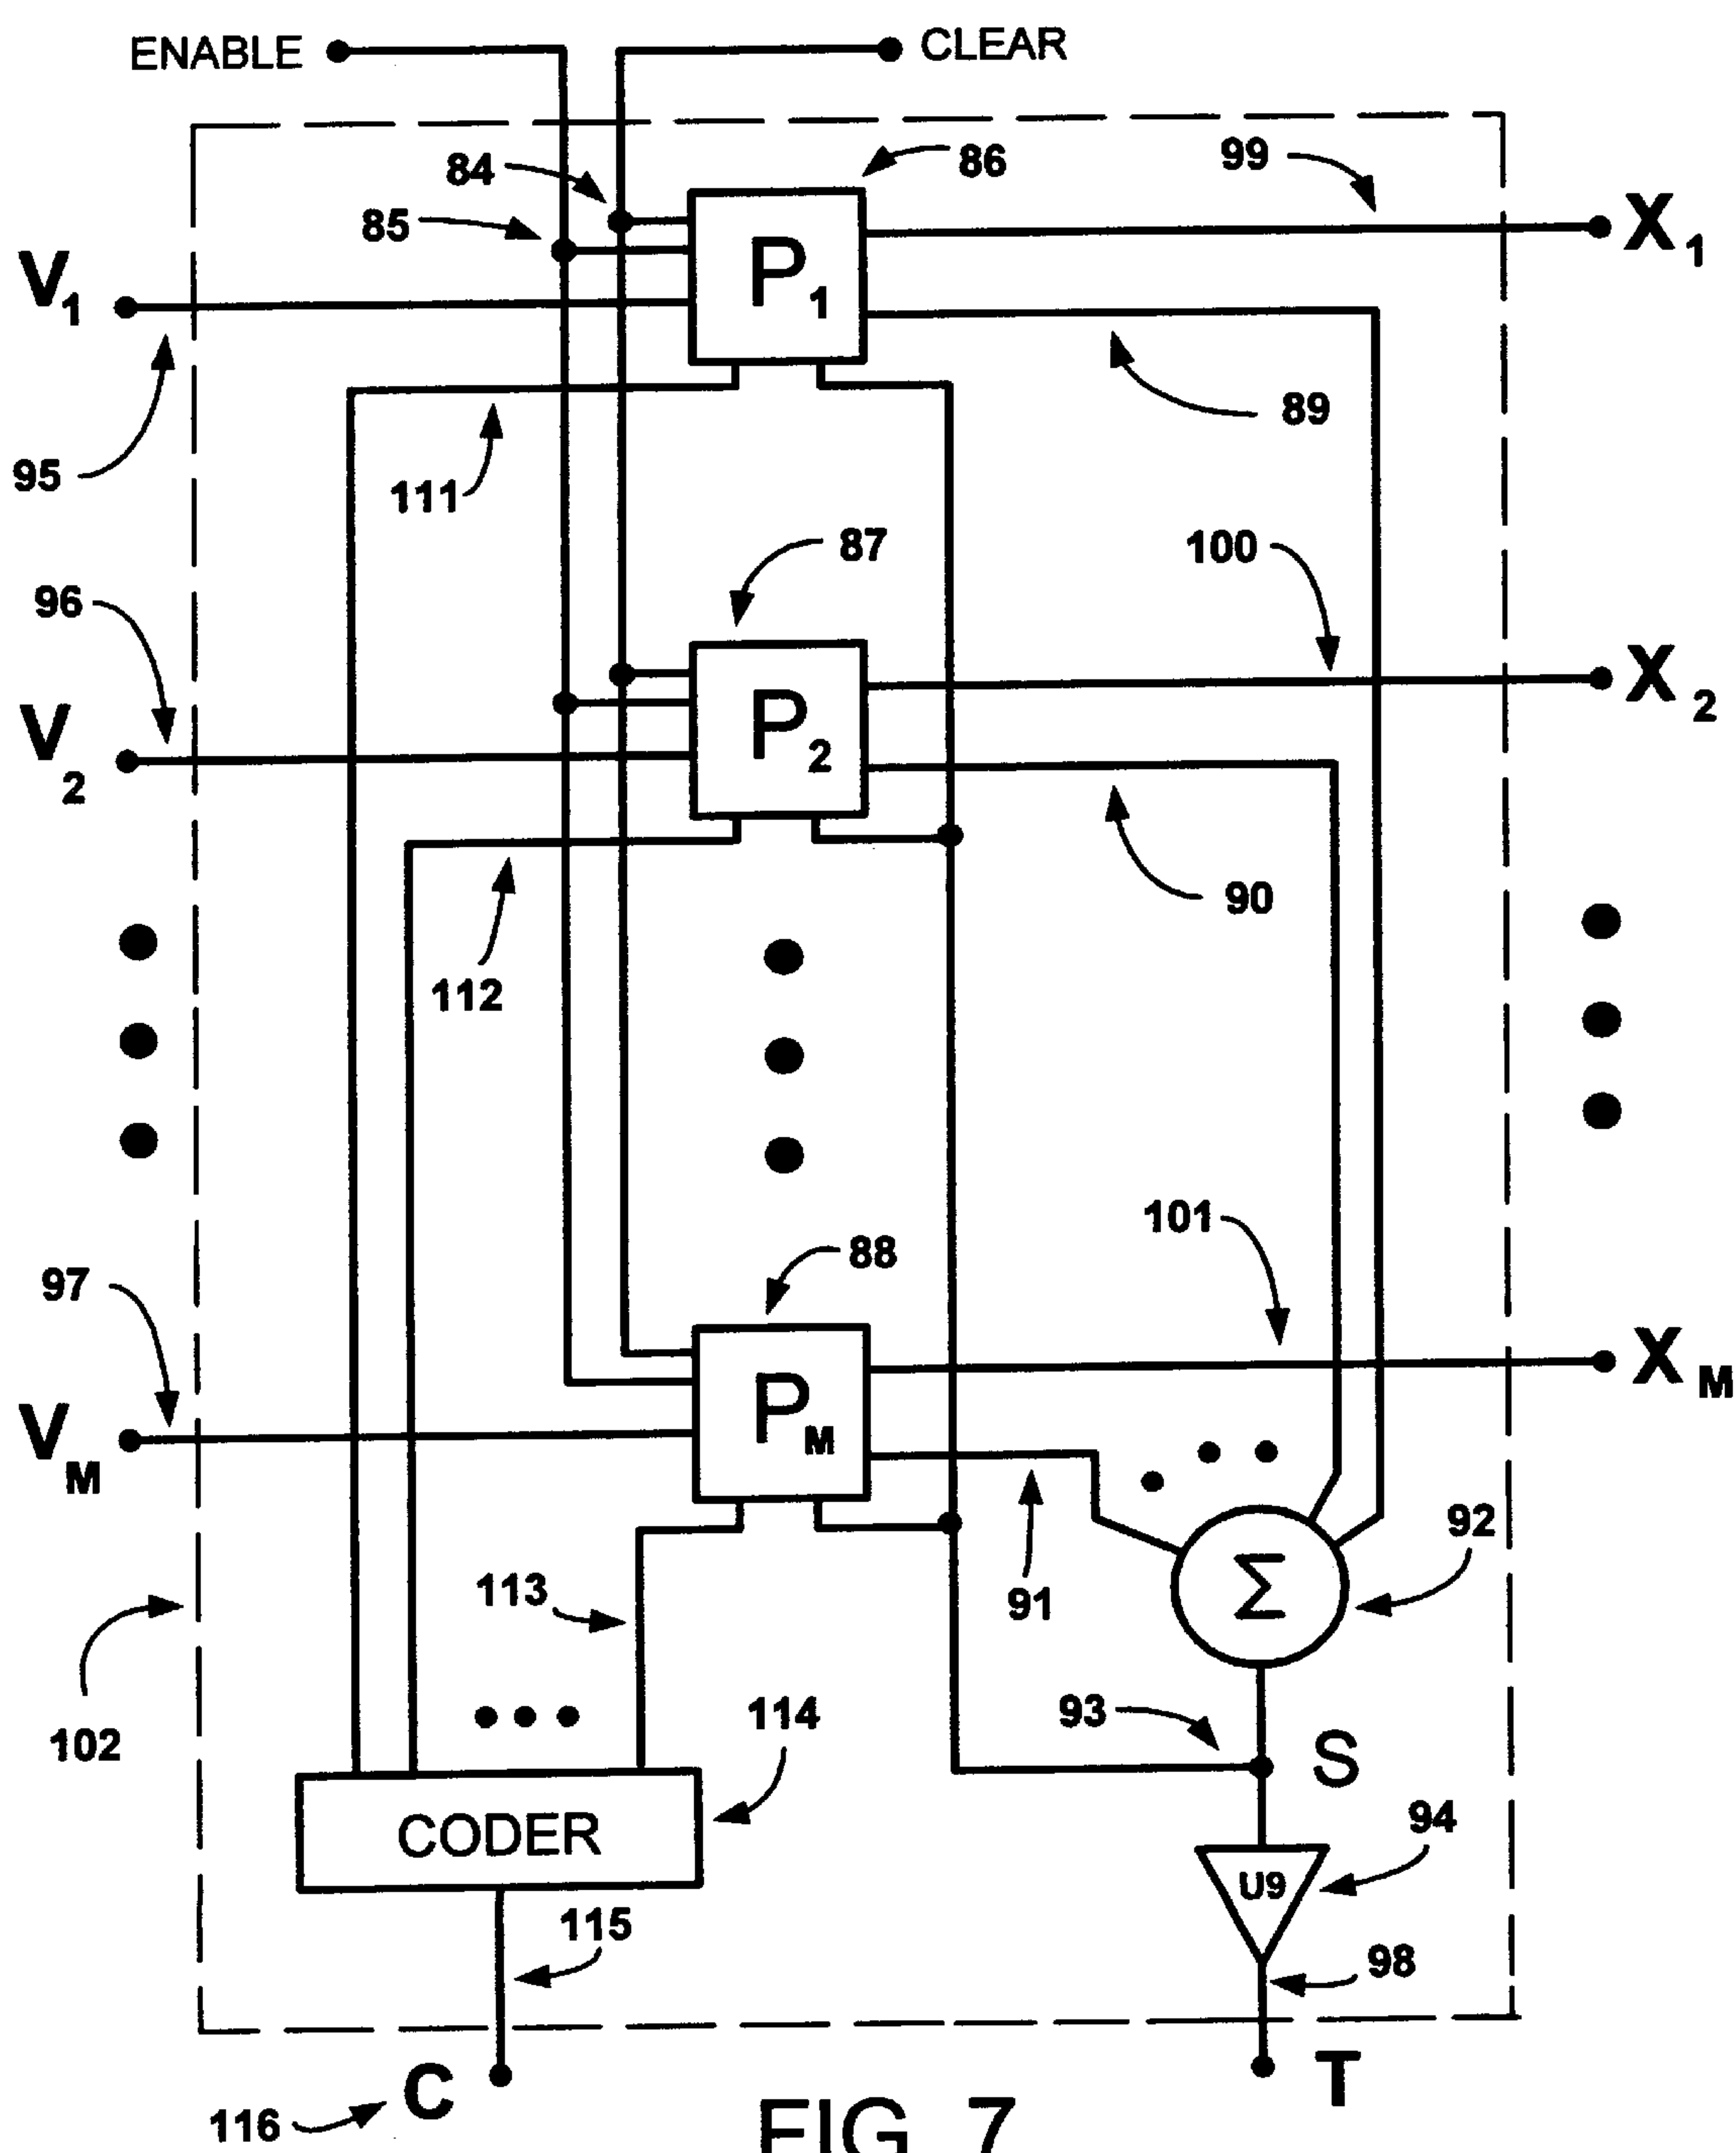 ENABLE
CLEAR
84
86
99
85
X1
V1
P1
95
89
111
87
100
96
X2
V2
P2
90
112
101
88
97
XM
VM
PM
92
113
91
Σ
102
114
93
S
CODER
94
U9
115
98
C
T
116
FIG. 7